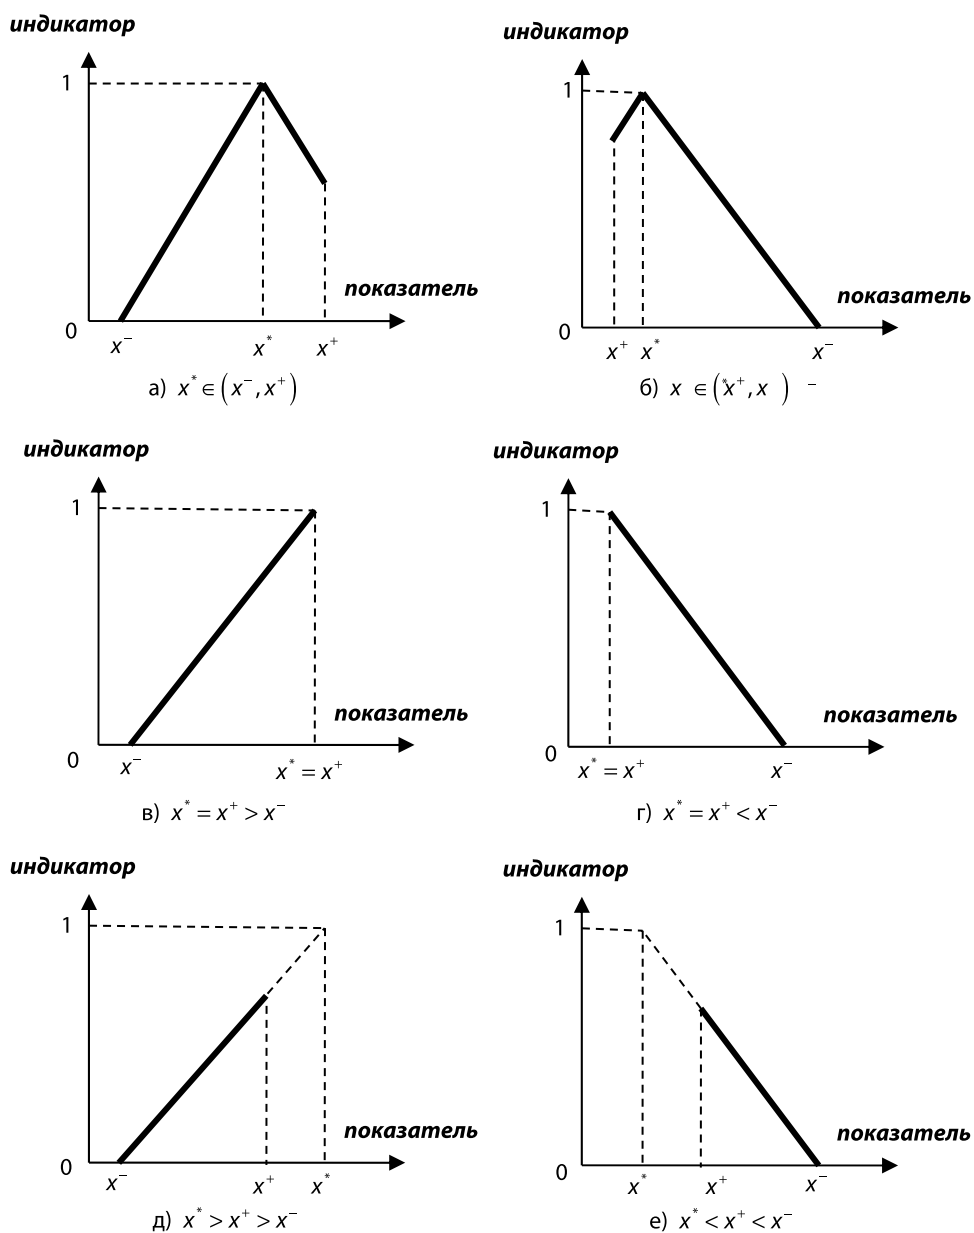 индикатор
1
показатель
0
x⁻
x*
x⁺
а) x* ∈ (x⁻, x⁺)
индикатор
1
показатель
0
x⁺
x*
x⁻
б) x ∈ (*x⁺, x ) ⁻
индикатор
1
показатель
0
x⁻
x* = x⁺
в) x* = x⁺ > x⁻
индикатор
1
показатель
0
x* = x⁺
x⁻
г) x* = x⁺ < x⁻
индикатор
1
показатель
0
x⁻
x⁺
x*
д) x* > x⁺ > x⁻
индикатор
1
показатель
0
x*
x⁺
x⁻
е) x* < x⁺ < x⁻